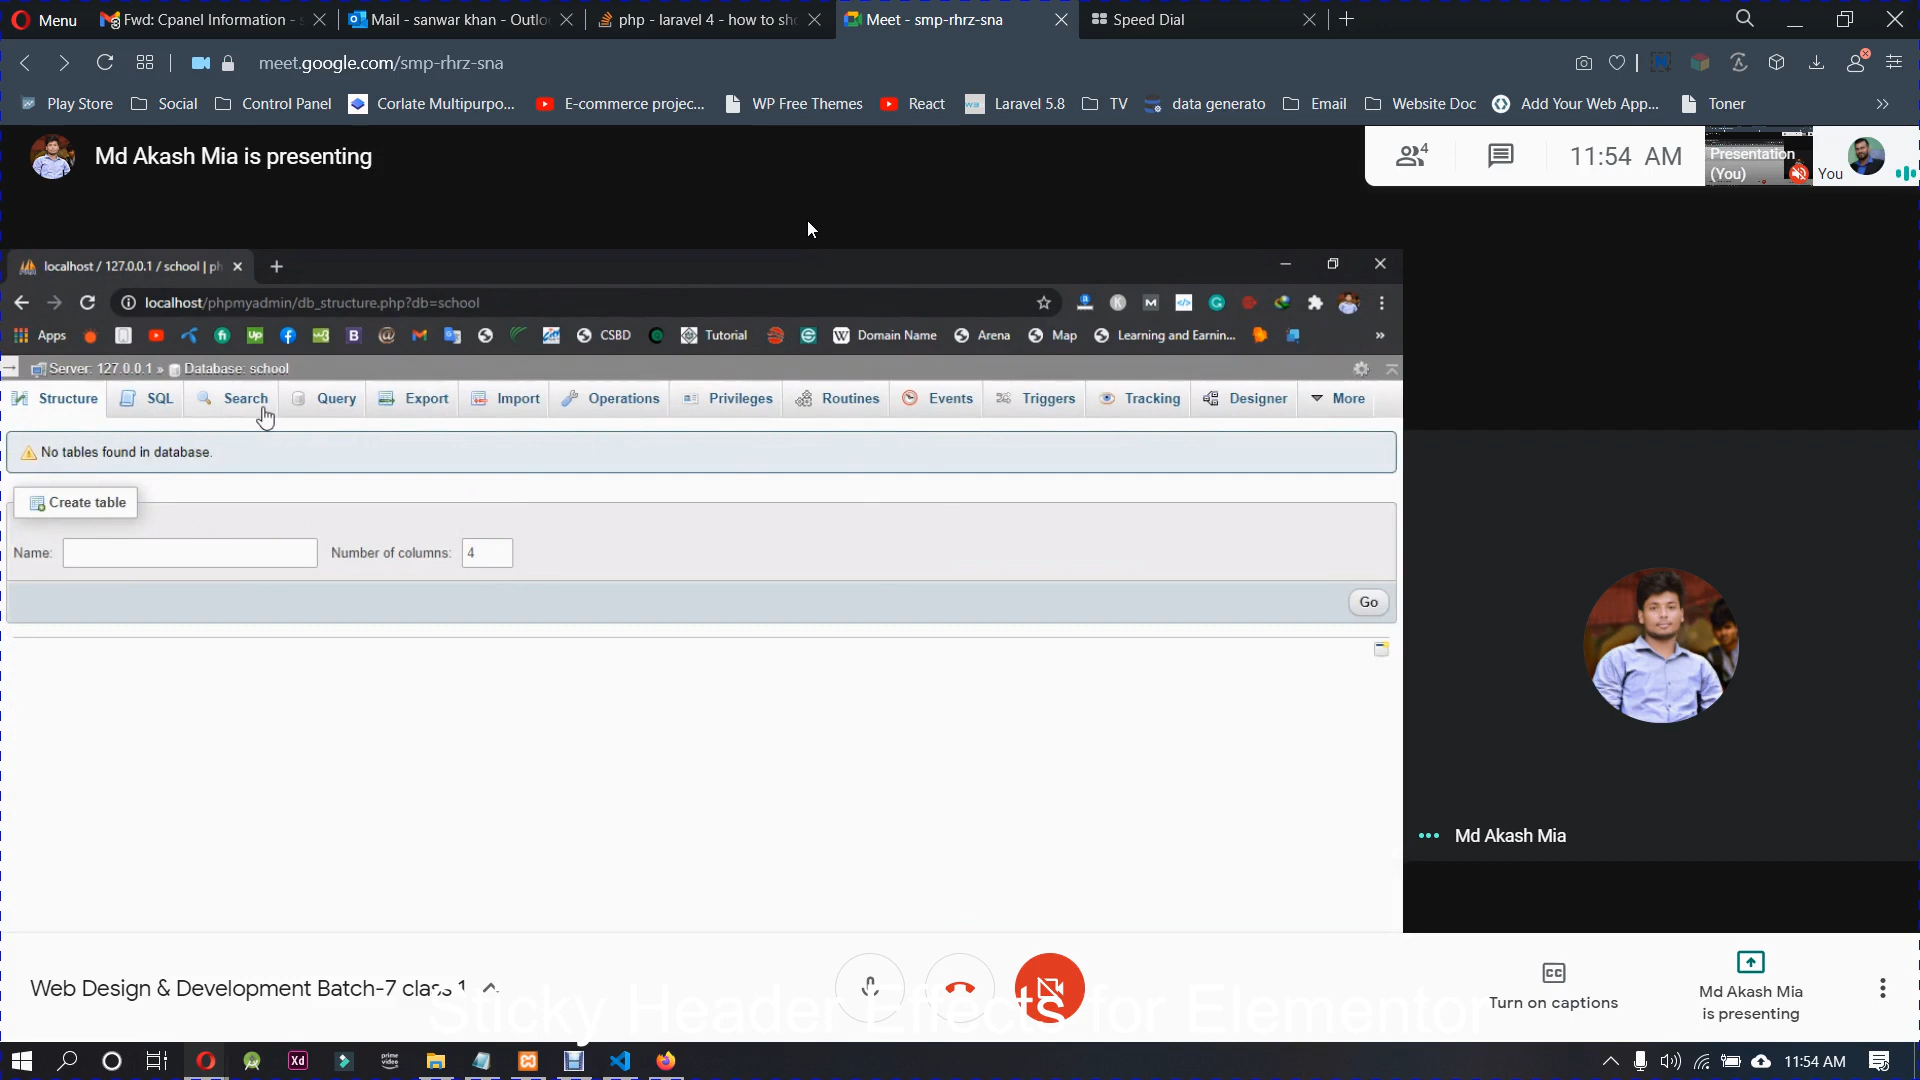 Menu
Fwd: Cpanel Information -
Mail - sanwar khan - Outlo
php - laravel 4 - how to sh
Meet - smp-rhrz-sna
Speed Dial
meet.google.com/smp-rhrz-sna
Play Store
Social
Control Panel
Corlate Multipurpo...
E-commerce projec...
WP Free Themes
React
Laravel 5.8
TV
data generato
Email
Website Doc
Add Your Web App...
Toner
Md Akash Mia is presenting
4
11:54 AM
Presentation
(You)
You
localhost / 127.0.0.1 / school | ph
localhost/phpmyadmin/db_structure.php?db=school
Apps
CSBD
Tutorial
Domain Name
Arena
Map
Learning and Earnin...
Server: 127.0.0.1 » Database: school
Structure
SQL
Search
Query
Export
Import
Operations
Privileges
Routines
Events
Triggers
Tracking
Designer
More
No tables found in database.
Create table
Name:
Number of columns: 4
Go
Md Akash Mia
Web Design & Development Batch-7 class 1
Sticky Header Effects for Elementor
Turn on captions
Md Akash Mia
is presenting
Xd
prime
video
11:54 AM